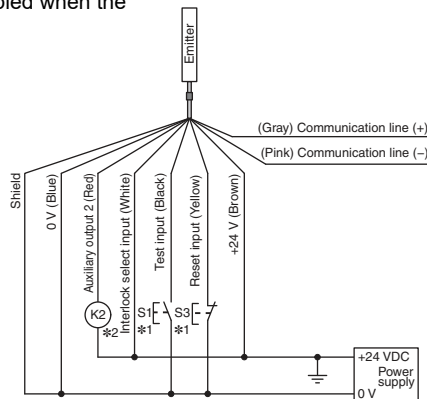 bled when the
Emitter
(Gray) Communication line (+)
(Pink) Communication line (−)
Shield
0 V (Blue)
Auxiliary output 2 (Red)
Interlock select input (White)
Test input (Black)
Reset input (Yellow)
+24 V (Brown)
K2
*2
S1
*1
S3
*1
+24 VDC
Power
supply
0 V